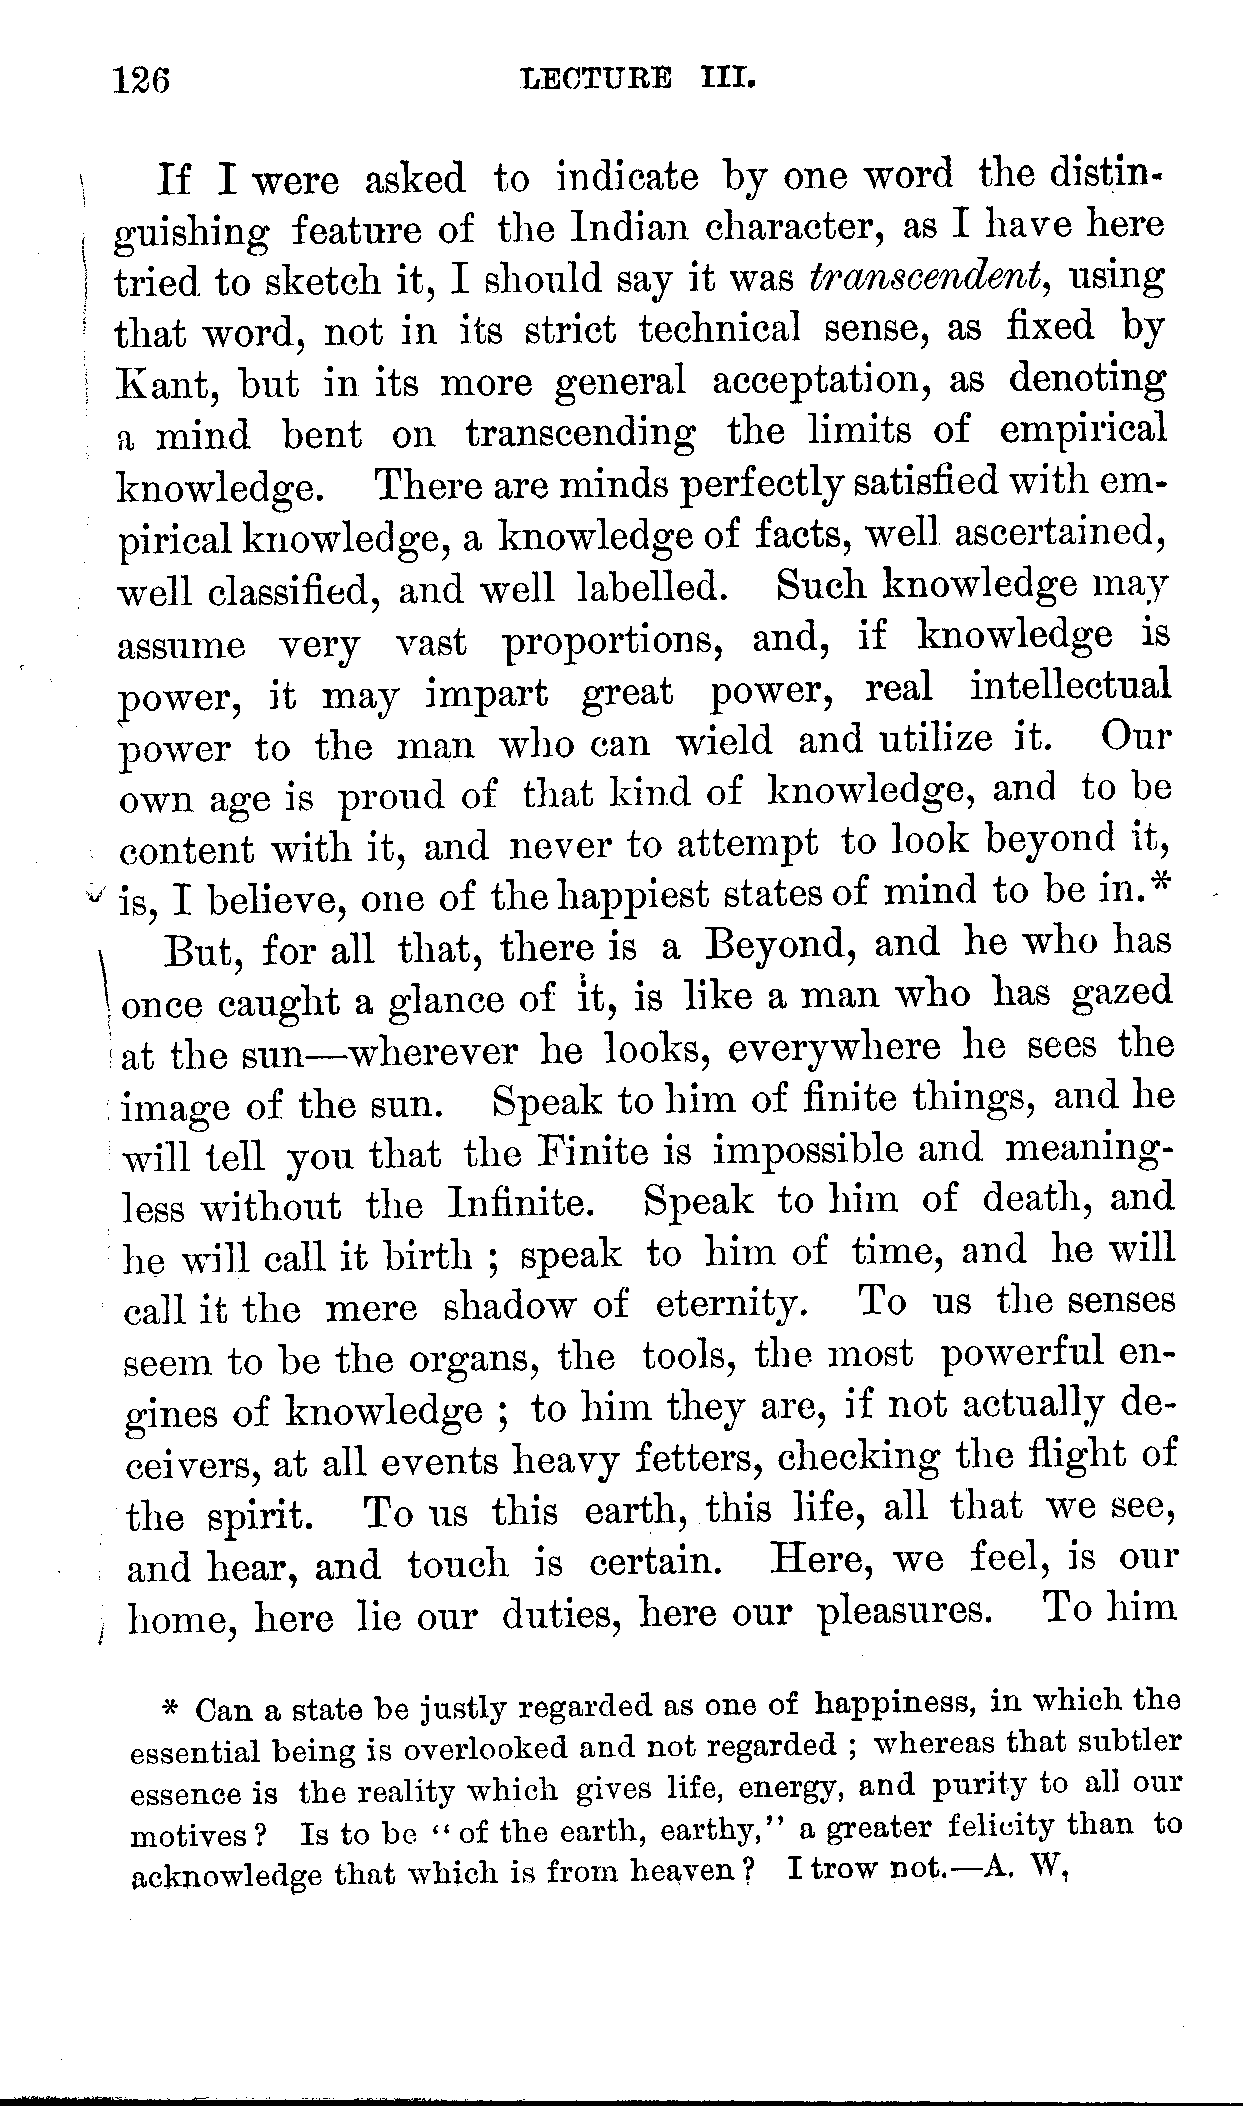 126 LECTURE III.
If I were asked to indicate by one word the distin-
guishing feature of the Indian character, as I have here
tried to sketch it, I should say it was transcendent, using
that word, not in its strict technical sense, as fixed by
Kant, but in its more general acceptation, as denoting
a mind bent on transcending the limits of empirical
knowledge. There are minds perfectly satisfied with em-
pirical knowledge, a knowledge of facts, well ascertained,
well classified, and well labelled. Such knowledge may
assume very vast proportions, and, if knowledge is
power, it may impart great power, real intellectual
power to the man who can wield and utilize it. Our
own age is proud of that kind of knowledge, and to be
content with it, and never to attempt to look beyond it,
is, I believe, one of the happiest states of mind to be in.*
But, for all that, there is a Beyond, and he who has
once caught a glance of it, is like a man who has gazed
at the sun—wherever he looks, everywhere he sees the
image of the sun. Speak to him of finite things, and he
will tell you that the Finite is impossible and meaning-
less without the Infinite. Speak to him of death, and
he will call it birth ; speak to him of time, and he will
call it the mere shadow of eternity. To us the senses
seem to be the organs, the tools, the most powerful en-
gines of knowledge ; to him they are, if not actually de-
ceivers, at all events heavy fetters, checking the flight of
the spirit. To us this earth, this life, all that we see,
and hear, and touch is certain. Here, we feel, is our
home, here lie our duties, here our pleasures. To him
* Can a state be justly regarded as one of happiness, in which the
essential being is overlooked and not regarded ; whereas that subtler
essence is the reality which gives life, energy, and purity to all our
motives ? Is to be "of the earth, earthy," a greater felicity than to
acknowledge that which is from heaven ? I trow not.—A. W.